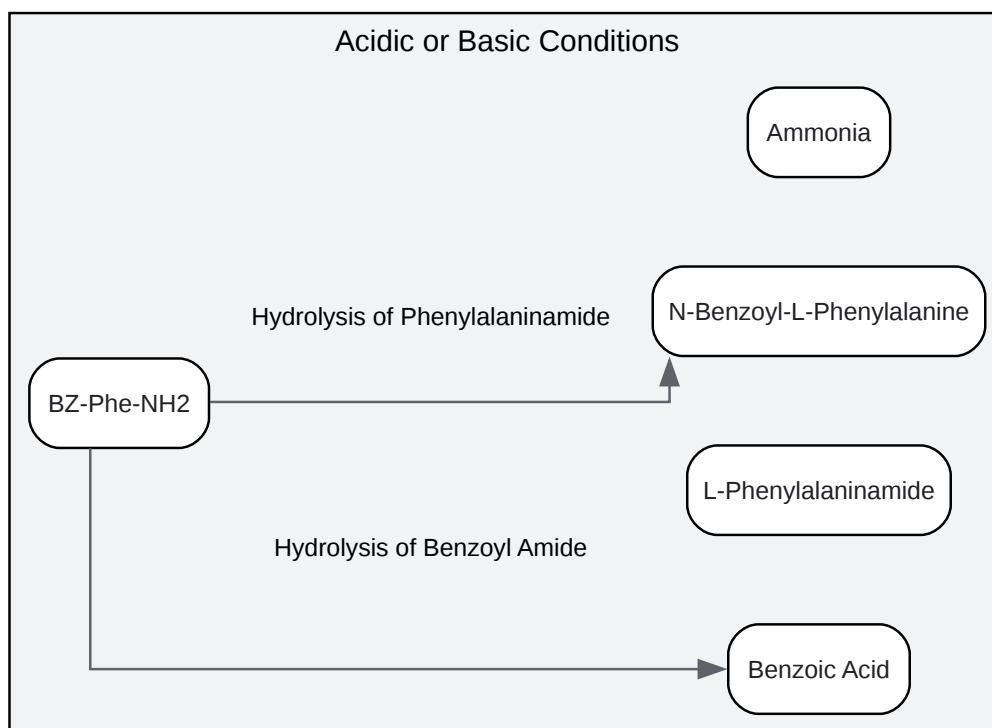 Acidic or Basic Conditions
Ammonia
N-Benzoyl-L-Phenylalanine
Hydrolysis of Phenylalaninamide
BZ-Phe-NH2
L-Phenylalaninamide
Hydrolysis of Benzoyl Amide
Benzoic Acid